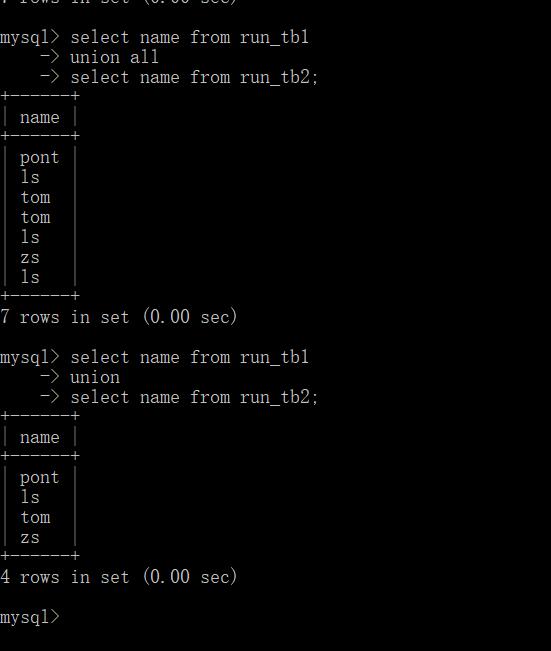 7 rows in set (0.00 sec)
mysql> select name from run_tb1
    -> union all
    -> select name from run_tb2;
+------+
| name |
+------+
| pont |
| ls   |
| tom  |
| tom  |
| ls   |
| zs   |
| ls   |
+------+
7 rows in set (0.00 sec)
mysql> select name from run_tb1
    -> union
    -> select name from run_tb2;
+------+
| name |
+------+
| pont |
| ls   |
| tom  |
| zs   |
+------+
4 rows in set (0.00 sec)
mysql>